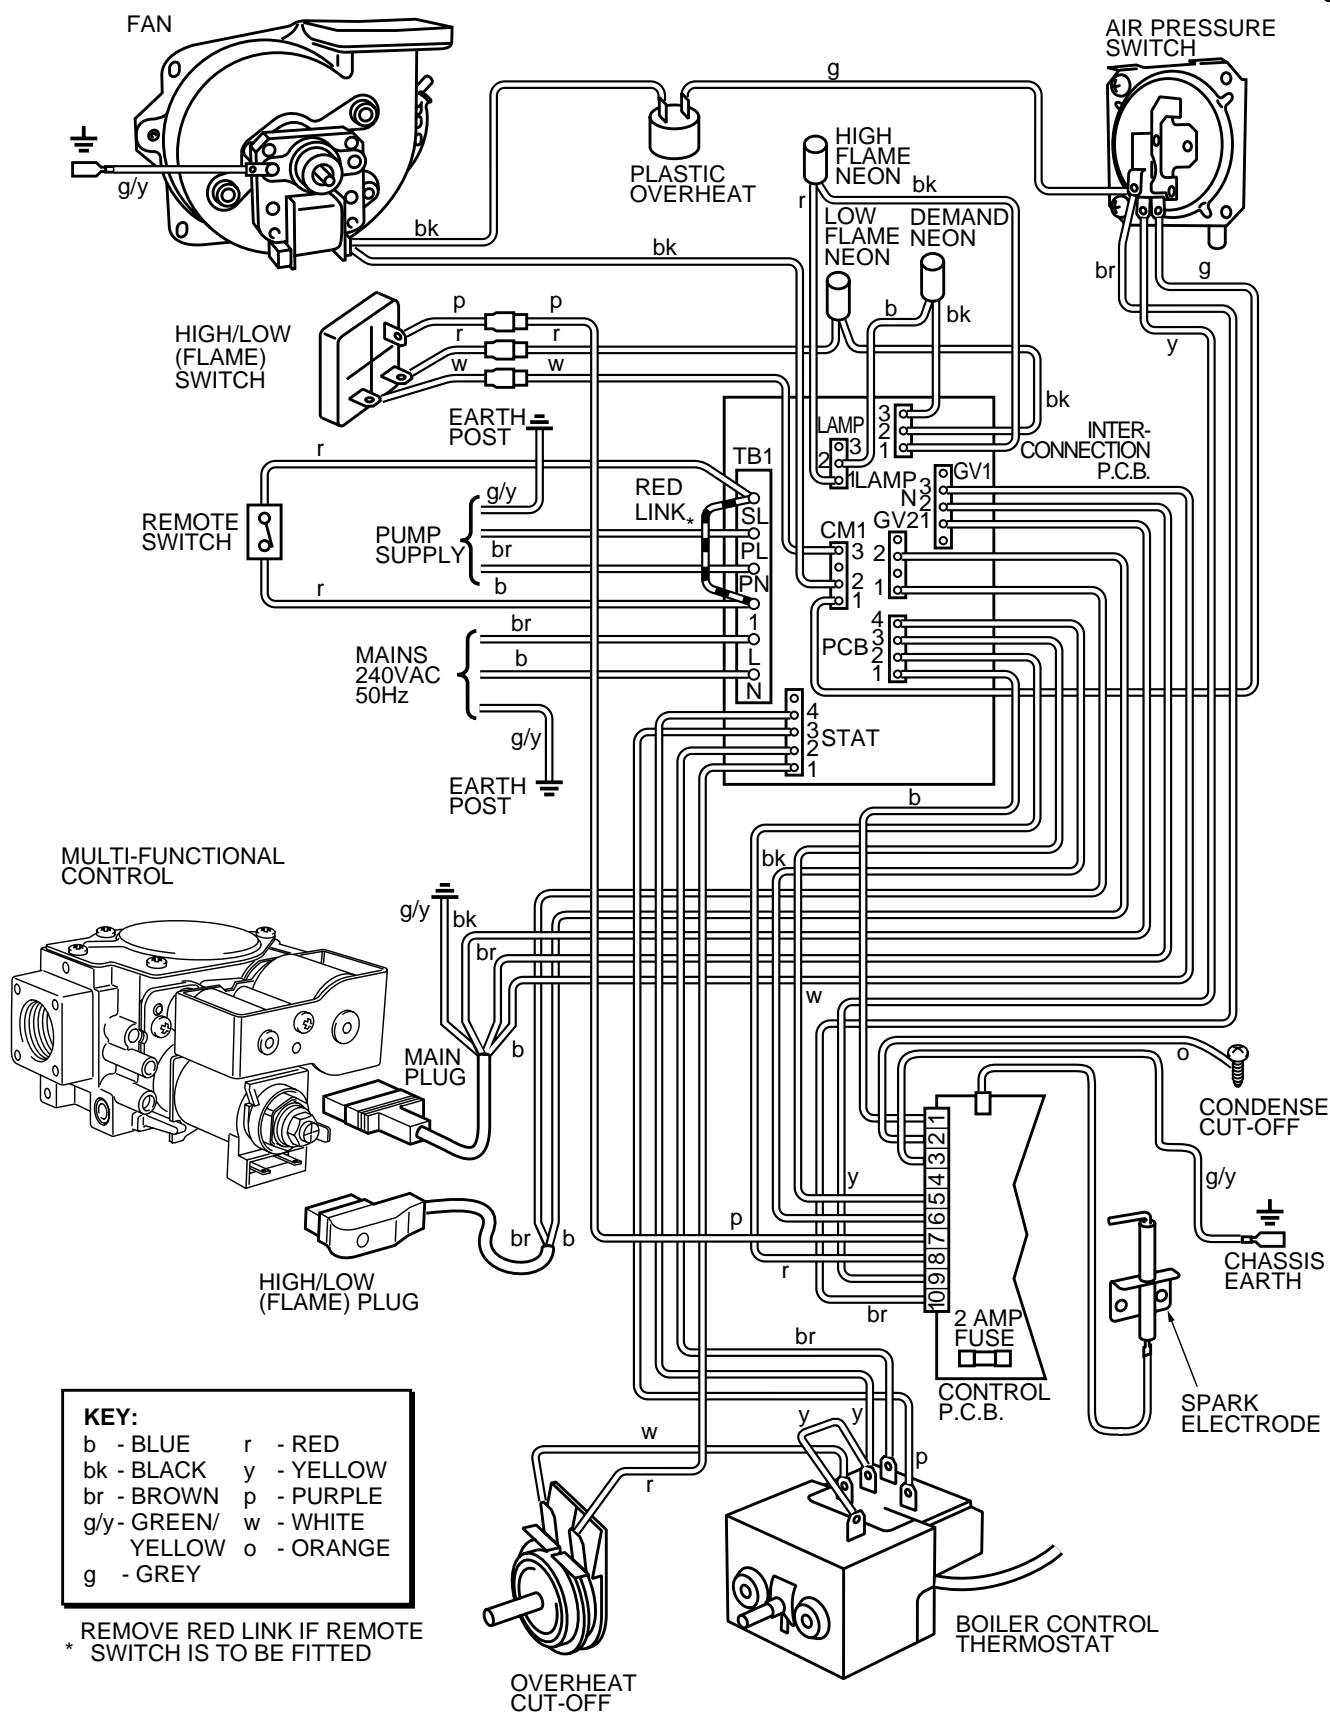 FAN
AIR PRESSURE
SWITCH
g
HIGH
FLAME
NEON
PLASTIC
OVERHEAT
g/y
bk
r
LOW
FLAME
NEON
DEMAND
NEON
bk
bk
br
g
p
p
b
bk
HIGH/LOW
(FLAME)
SWITCH
r
r
y
w
w
bk
EARTH
POST
LAMP
3
2
1
3
2
1
INTER-
CONNECTION
P.C.B.
r
TB1
LAMP
GV1
3
N2
1
g/y
RED
LINK*
SL
GV2
REMOTE
SWITCH
PUMP
SUPPLY
br
b
PL
PN
CM1
3
2
1
2
1
r
br
1
PCB
4
3
2
1
MAINS
240VAC
50Hz
b
L
N
g/y
4
3
2
1
STAT
EARTH
POST
b
MULTI-FUNCTIONAL
CONTROL
bk
g/y
bk
br
w
b
MAIN
PLUG
o
CONDENSE
CUT-OFF
1
2
3
4
5
6
7
8
9
10
y
g/y
p
br
b
r
CHASSIS
EARTH
HIGH/LOW
(FLAME) PLUG
br
2 AMP
FUSE
br
CONTROL
P.C.B.
SPARK
ELECTRODE
w
y
y
p
r
KEY:
b - BLUE r - RED
bk - BLACK y - YELLOW
br - BROWN p - PURPLE
g/y - GREEN/ w - WHITE
YELLOW o - ORANGE
g - GREY
REMOVE RED LINK IF REMOTE
* SWITCH IS TO BE FITTED
BOILER CONTROL
THERMOSTAT
OVERHEAT
CUT-OFF